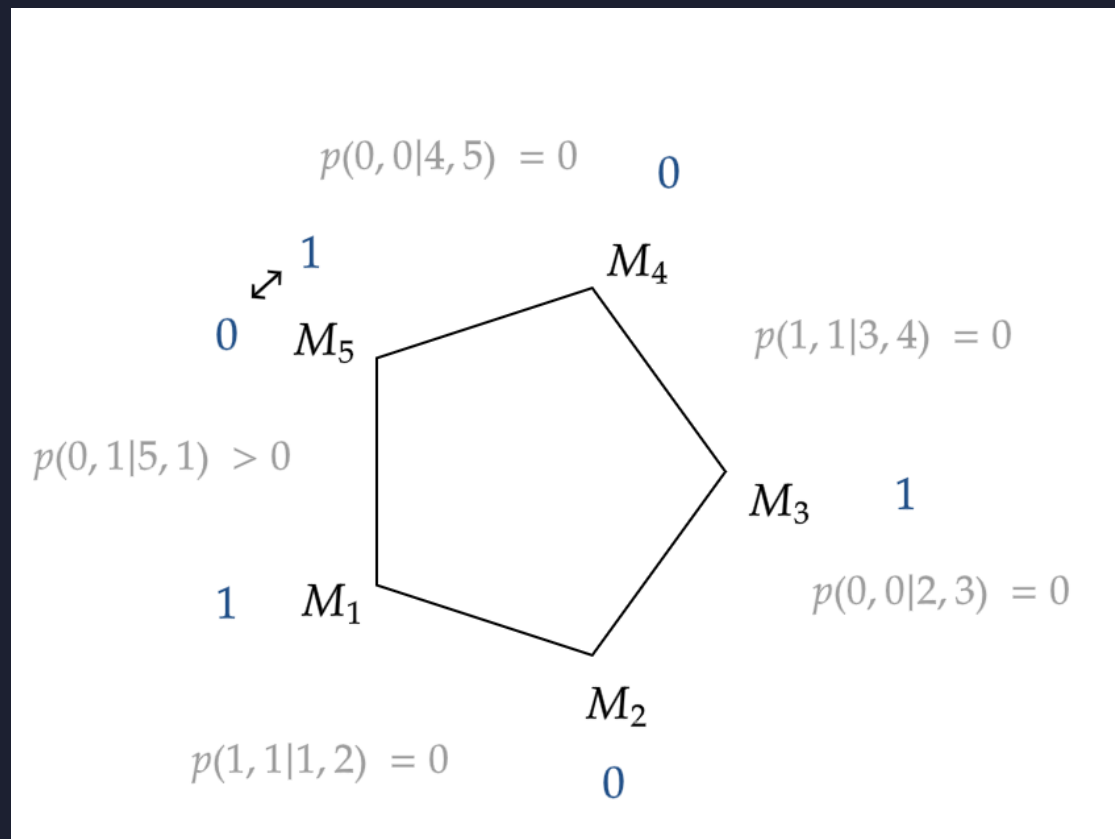 p(0, 0|4, 5) = 0
0
1
M₄
0
M₅
p(1, 1|3, 4) = 0
p(0, 1|5, 1) > 0
M₃
1
1
M₁
p(0, 0|2, 3) = 0
M₂
p(1, 1|1, 2) = 0
0